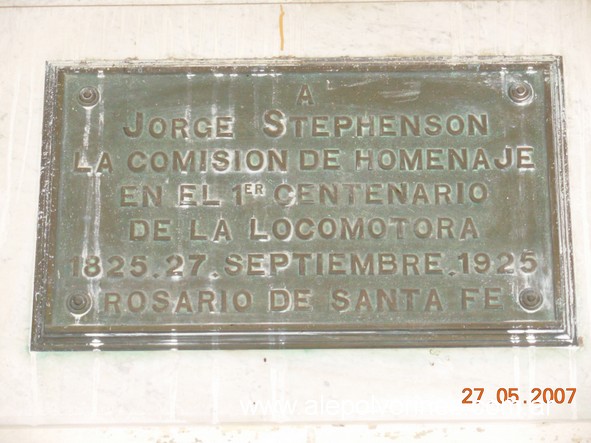 A
JORGE STEPHENSON
LA COMISION DE HOMENAJE
EN EL 1ER CENTENARIO
DE LA LOCOMOTORA
1825.27.SEPTIEMBRE.1925
ROSARIO DE SANTA FE
27.05.2007